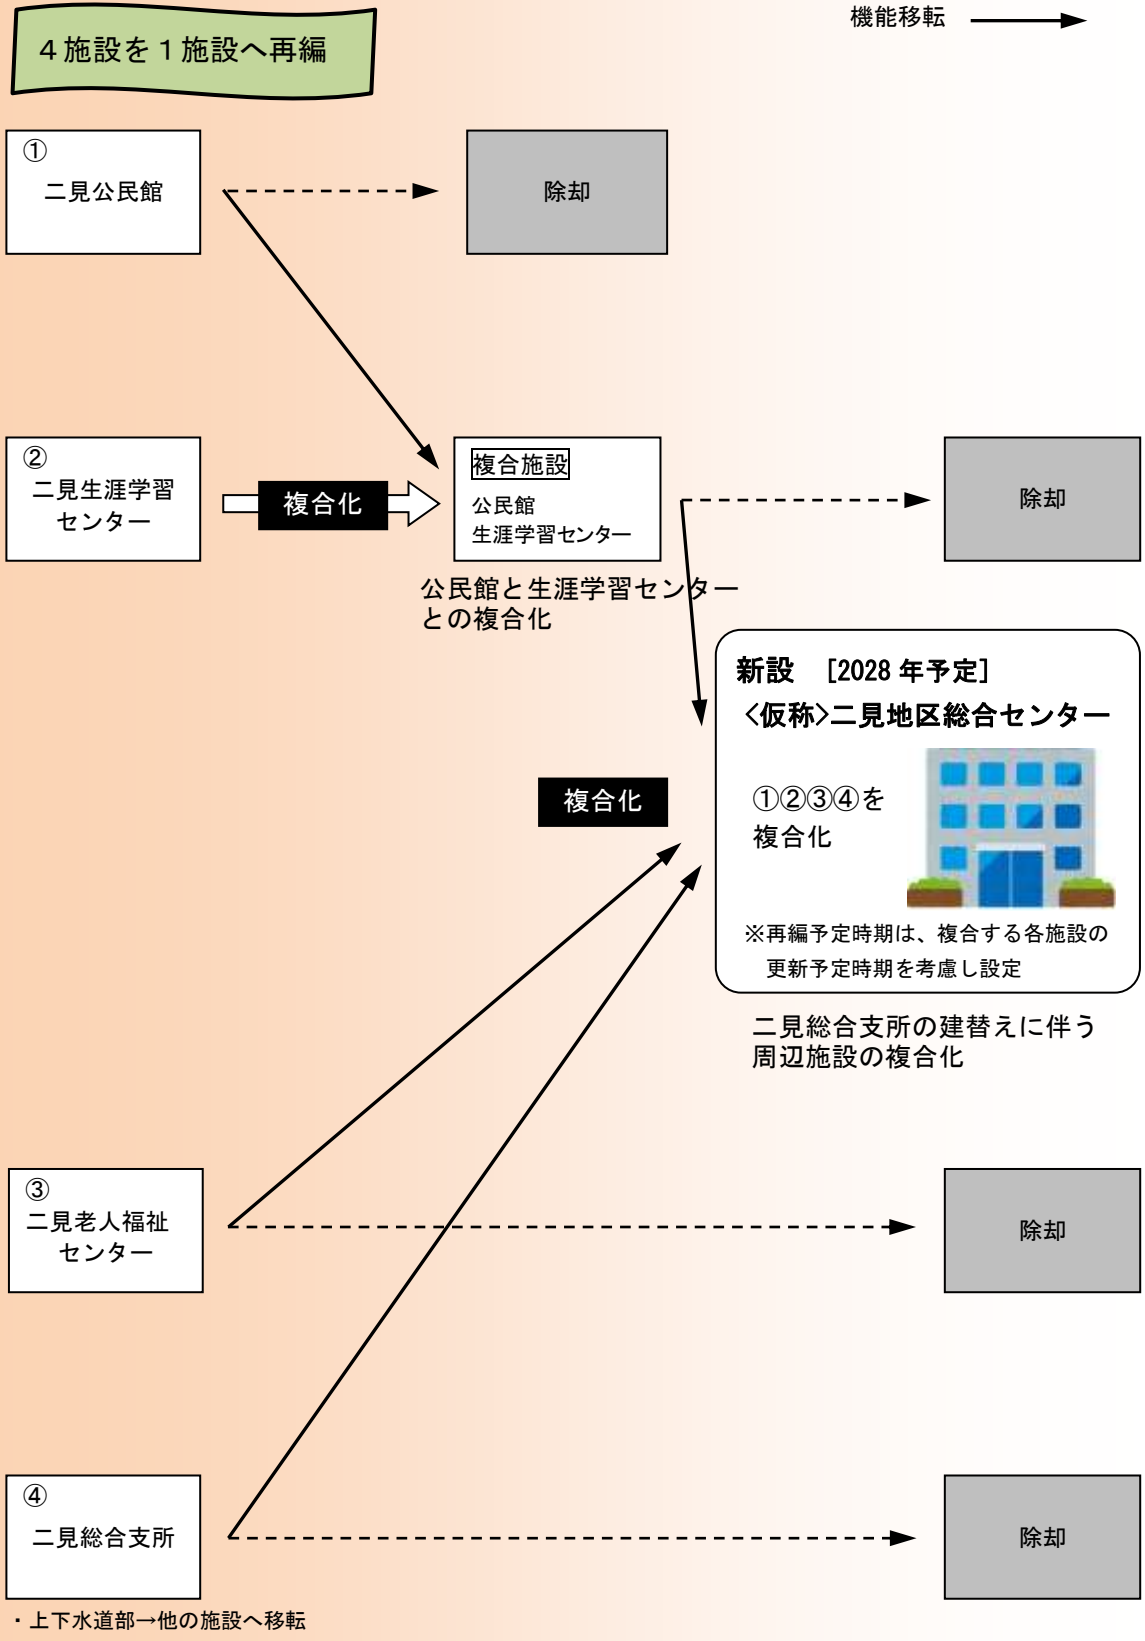 機能移転
４施設を１施設へ再編
①
二見公民館
除却
②
二見生涯学習
センター
複合化
複合施設
公民館
生涯学習センター
除却
公民館と生涯学習センター
との複合化
新設　［2028 年予定］
<仮称>二見地区総合センター
①②③④を
複合化
※再編予定時期は、複合する各施設の
更新予定時期を考慮し設定
複合化
二見総合支所の建替えに伴う
周辺施設の複合化
③
二見老人福祉
センター
除却
④
二見総合支所
除却
・上下水道部→他の施設へ移転